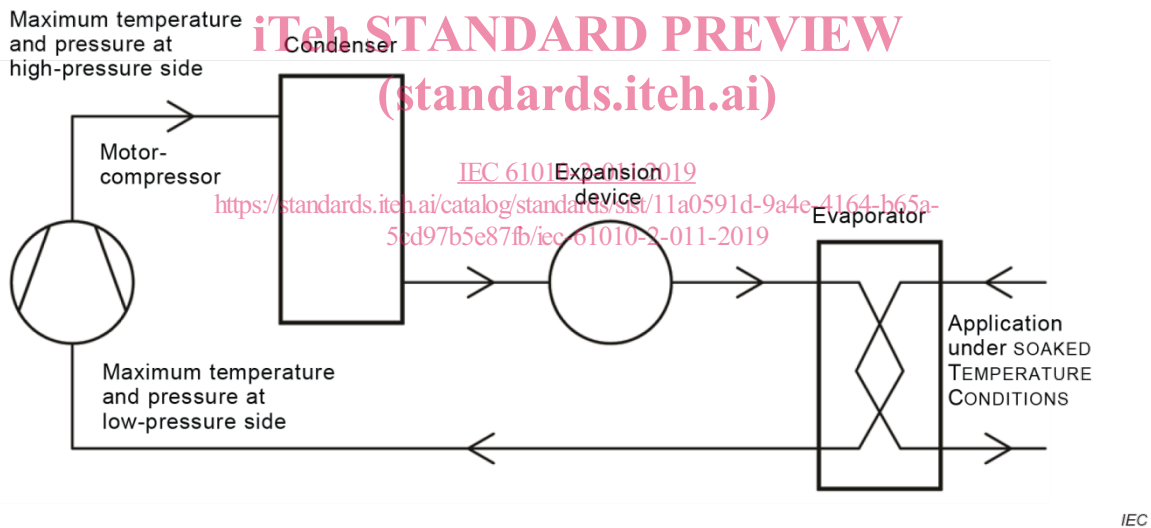 Maximum temperature
and pressure at
high-pressure side
iTeh STANDARD PREVIEW
(standards.iteh.ai)
Condenser
Motor-
compressor
IEC 61010-2-011:2019
https://standards.iteh.ai/catalog/standards/sist/11a0591d-9a4e-4164-b65a-
5cd97b5e87fb/iec-61010-2-011-2019
Expansion
device
Evaporator
Application
under SOAKED
TEMPERATURE
CONDITIONS
Maximum temperature
and pressure at
low-pressure side
IEC